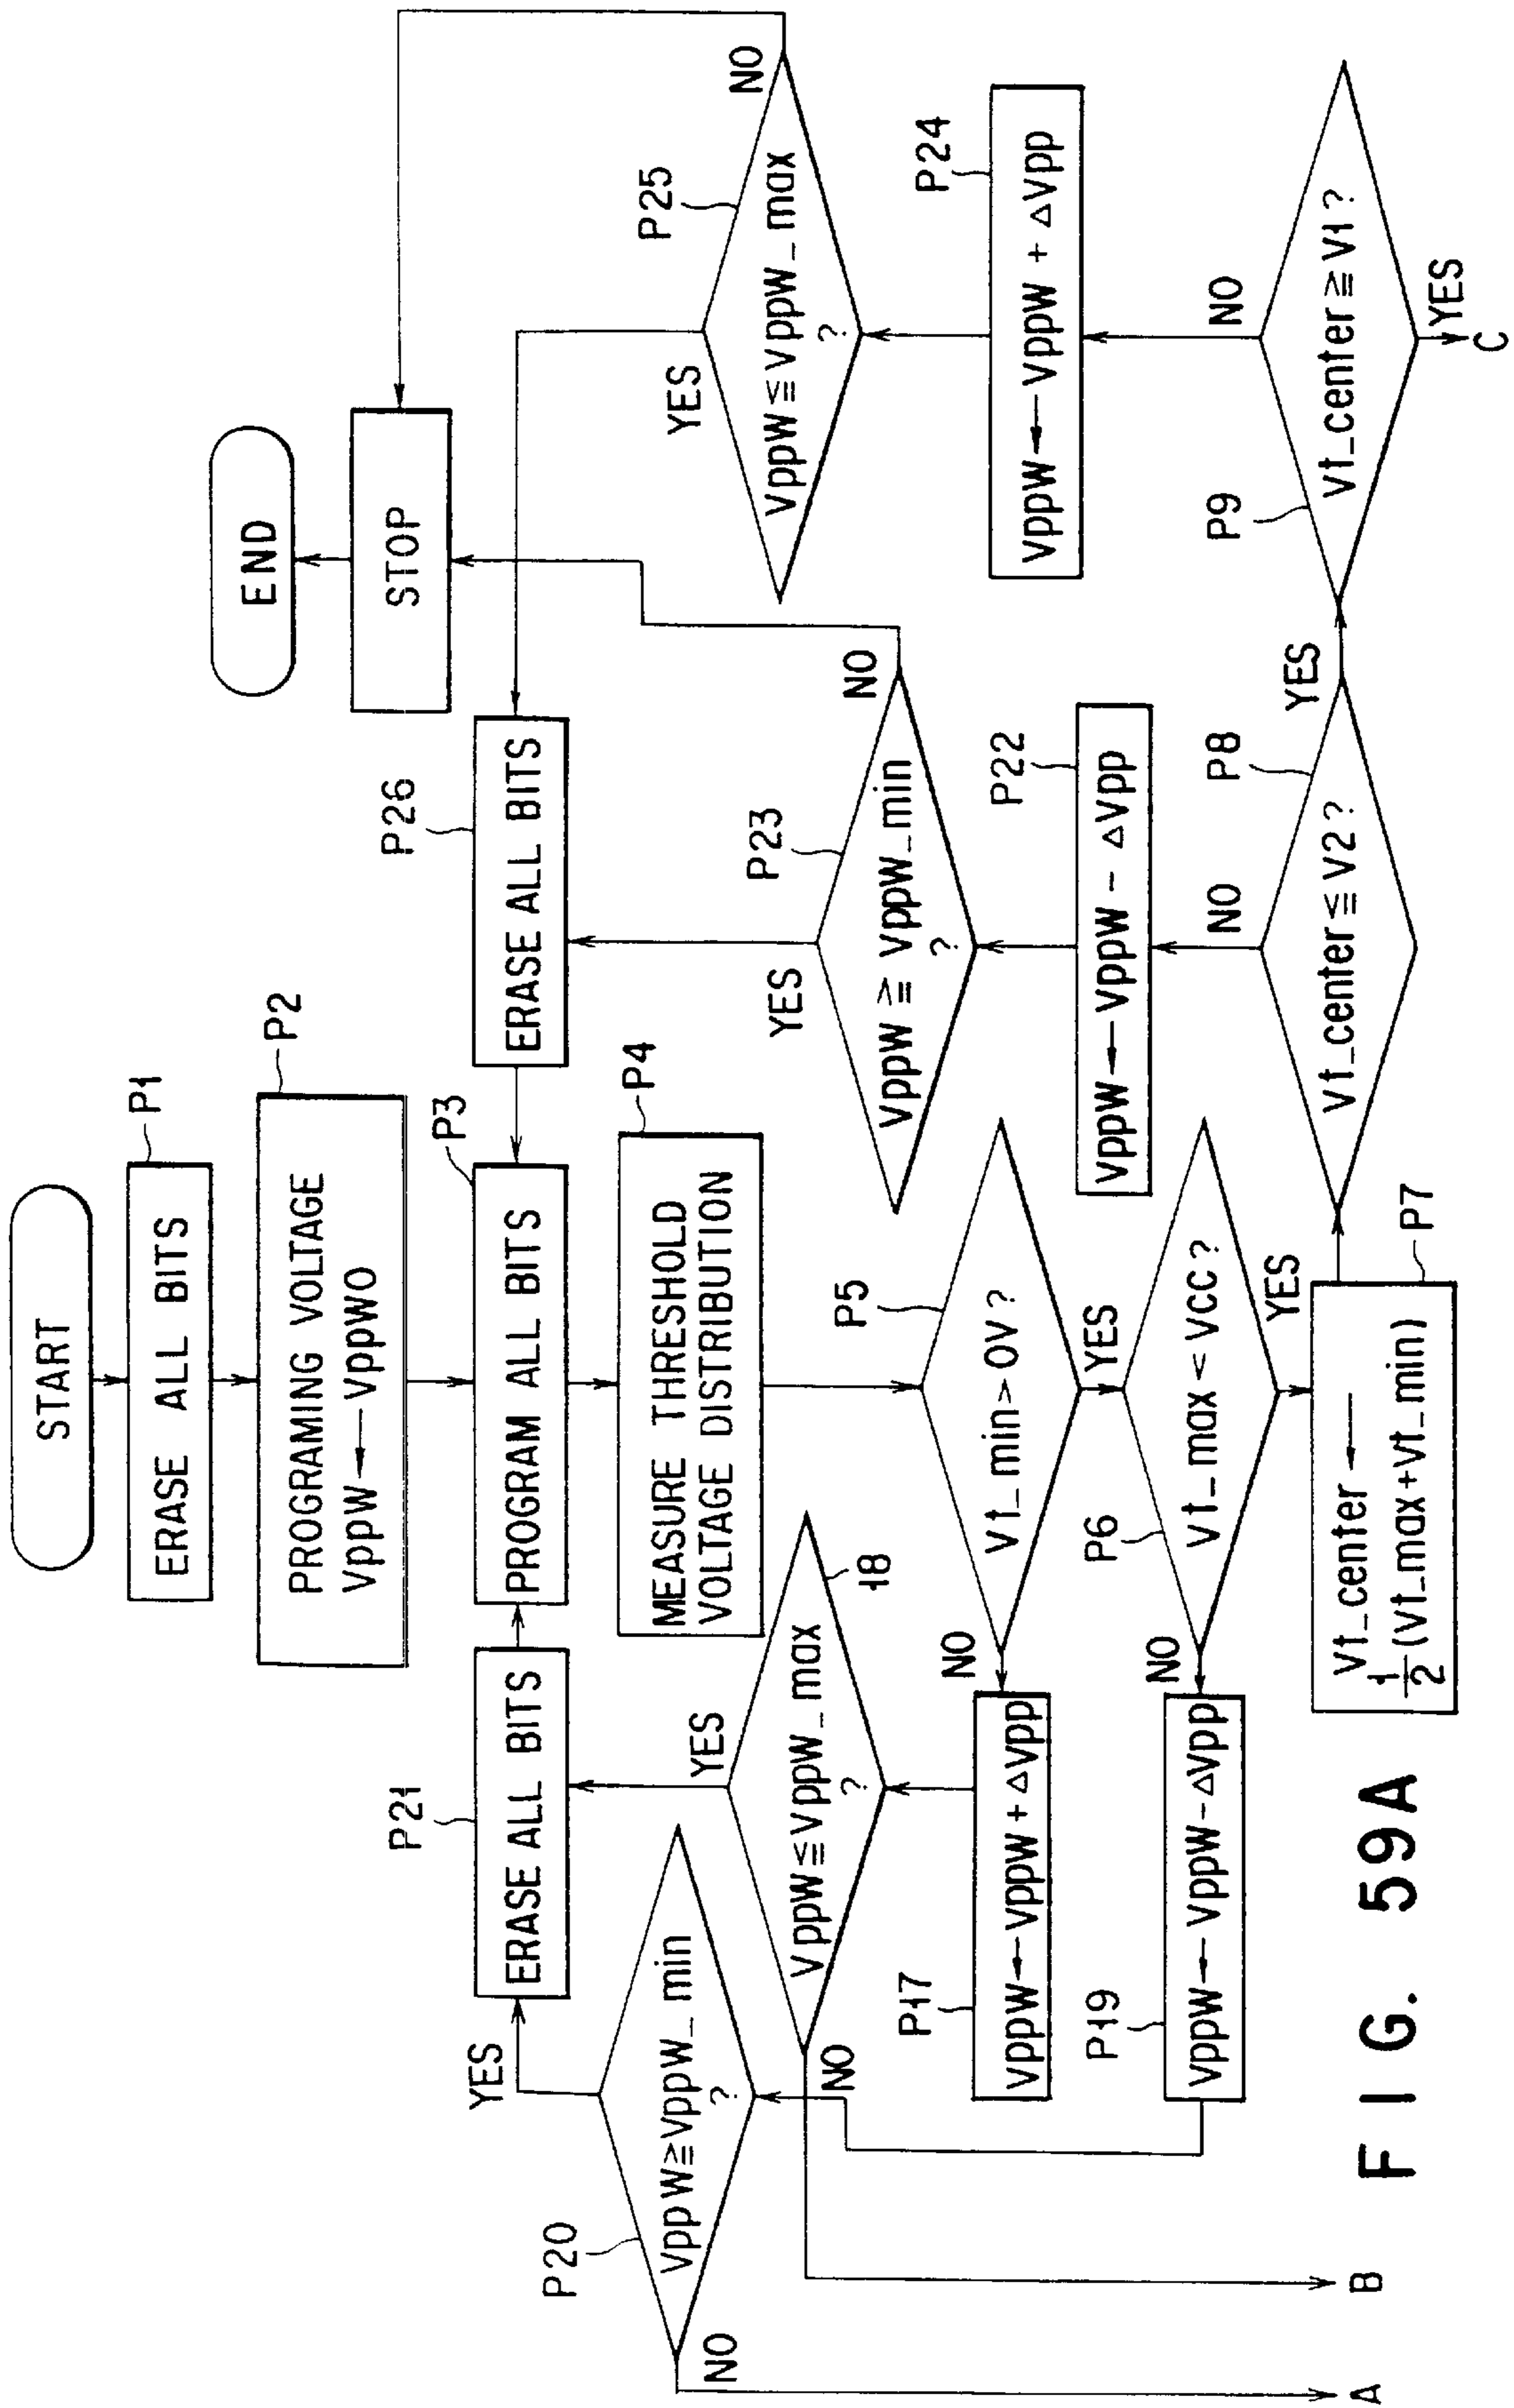 START
ERASE ALL BITS
P1
PROGRAMING VOLTAGE
VppW ← VppWO
P2
P21
ERASE ALL BITS
PROGRAM ALL BITS
P3
P26
ERASE ALL BITS
STOP
END
MEASURE THRESHOLD
VOLTAGE DISTRIBUTION
P4
P20
VppW ≧ VppW_min
?
YES
NO
VppW ≦ VppW_max
?
18
YES
NO
P5
Vt_min > 0V ?
NO
YES
P17
VppW ← VppW + ΔVpp
P6
Vt_max < VCC ?
NO
YES
P19
VppW ← VppW - ΔVpp
Vt_center ←
1/2 (Vt_max + Vt_min)
P7
P23
VppW ≧ VppW_min
?
YES
NO
P22
VppW ← VppW - ΔVpp
NO
P8
Vt_center ≦ V2 ?
YES
P25
VppW ≦ VppW_max
?
YES
NO
P24
VppW ← VppW + ΔVpp
NO
P9
Vt_center ≧ V1 ?
YES
A
B
C
FIG. 59A